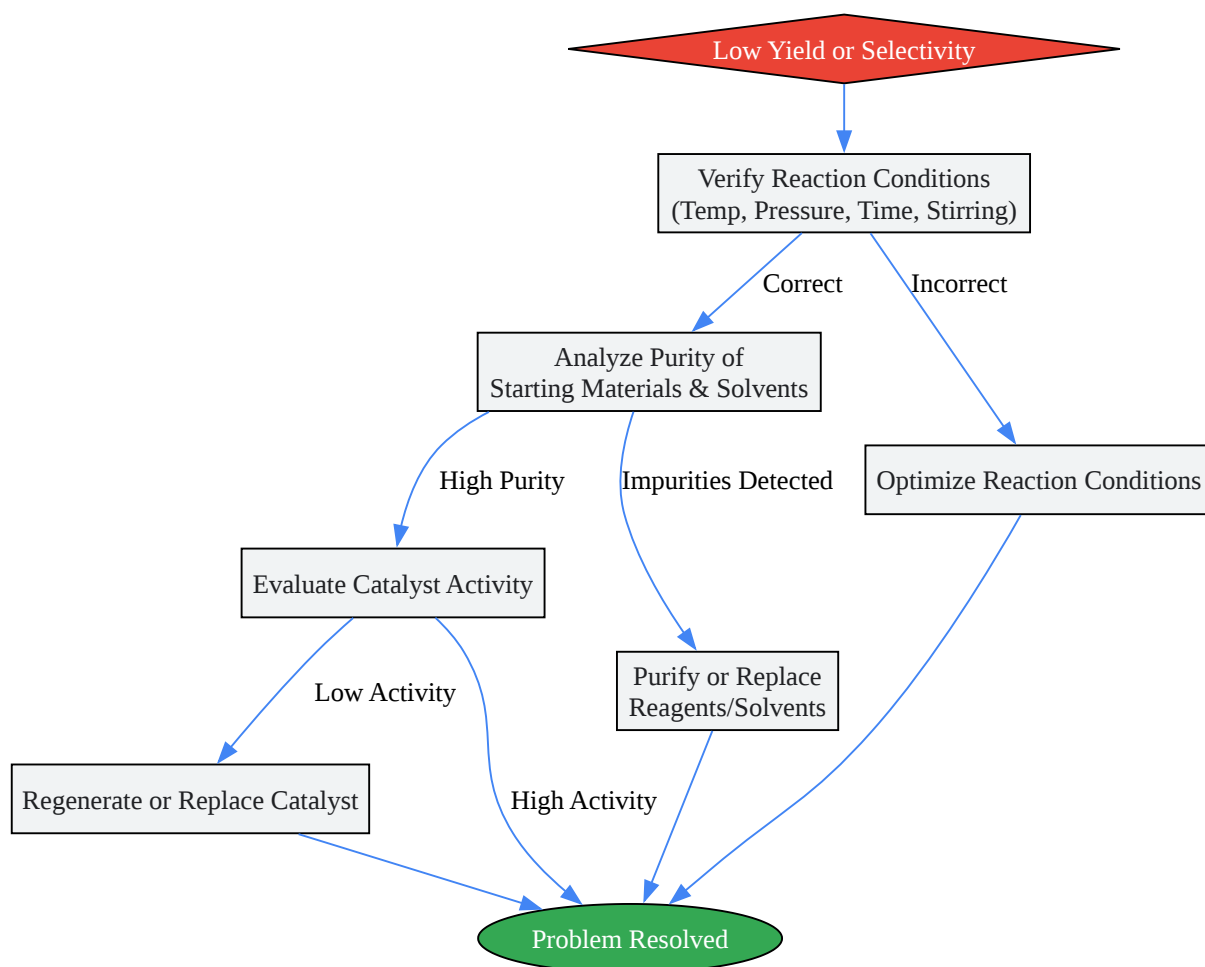 Low Yield or Selectivity
Verify Reaction Conditions
(Temp, Pressure, Time, Stirring)
Correct
Incorrect
Analyze Purity of
Starting Materials & Solvents
High Purity
Impurities Detected
Optimize Reaction Conditions
Evaluate Catalyst Activity
Low Activity
Purify or Replace
Reagents/Solvents
Regenerate or Replace Catalyst
High Activity
Problem Resolved